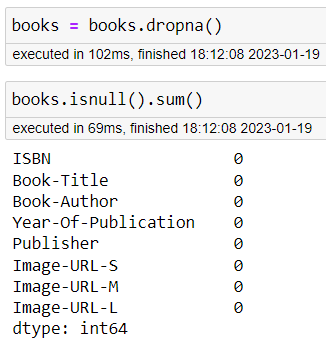 books = books.dropna()
executed in 102ms, finished 18:12:08 2023-01-19
books.isnull().sum()
executed in 69ms, finished 18:12:08 2023-01-19
ISBN 0
Book-Title 0
Book-Author 0
Year-Of-Publication 0
Publisher 0
Image-URL-S 0
Image-URL-M 0
Image-URL-L 0
dtype: int64